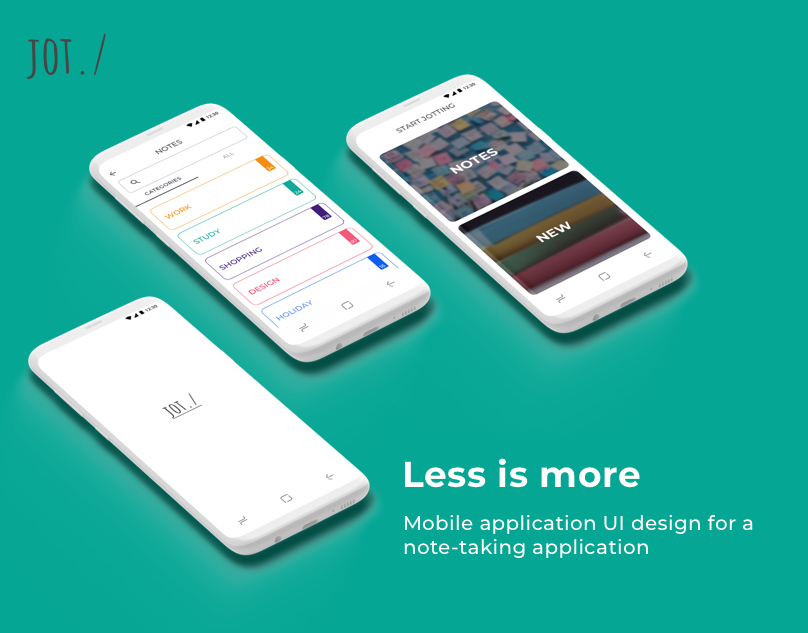 JOT./
12:30
NOTES
CATEGORIES
ALL
WORK
STUDY
SHOPPING
DESIGN
HOLIDAY
12:30
START JOTTING
NOTES
NEW
12:30
JOT./
Less is more
Mobile application UI design for a
note-taking application